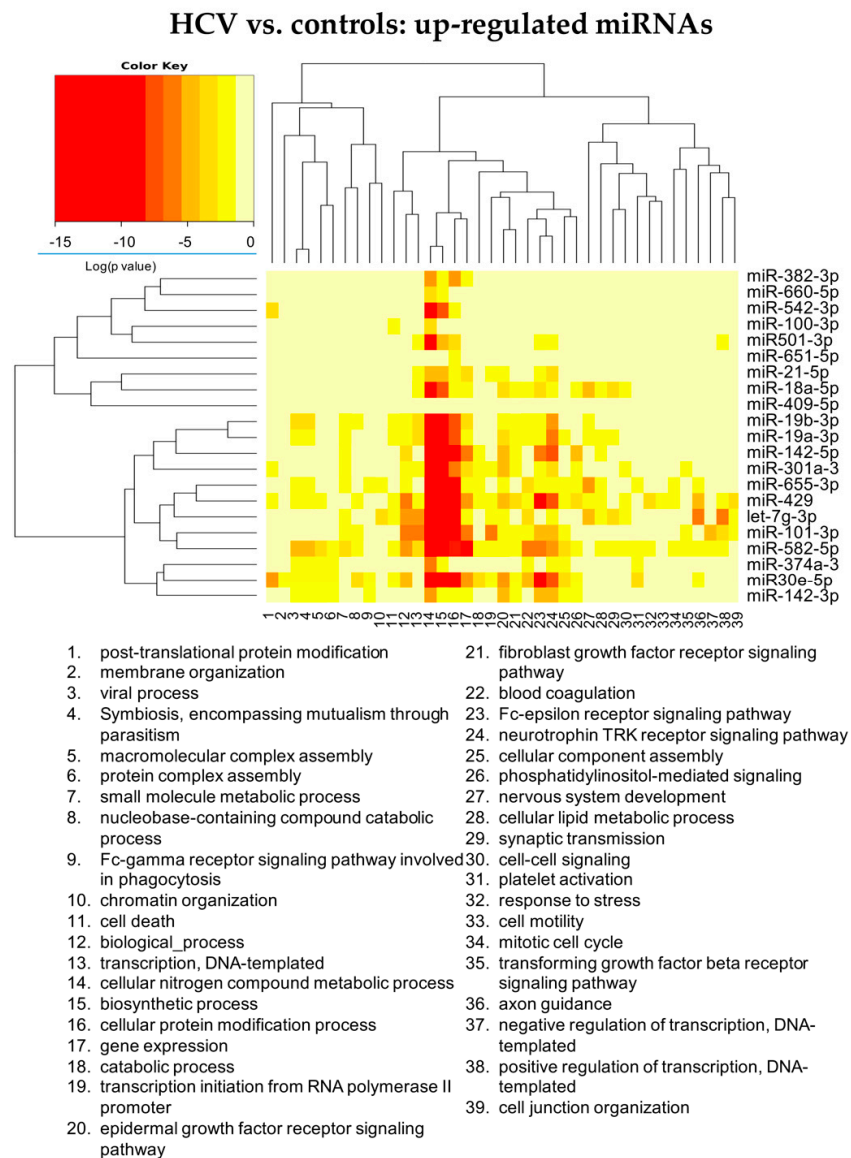 HCV vs. controls: up-regulated miRNAs
Color Key
-15 -10 -5 0
Log(p value)
miR-382-3p
miR-660-5p
miR-542-3p
miR-100-3p
miR501-3p
miR-651-5p
miR-21-5p
miR-18a-5p
miR-409-5p
miR-19b-3p
miR-19a-3p
miR-142-5p
miR-301a-3
miR-655-3p
miR-429
let-7g-3p
miR-101-3p
miR-582-5p
miR-374a-3
miR30e-5p
miR-142-3p
1 2 3 4 5 6 7 8 9 10 11 12 13 14 15 16 17 18 19 20 21 22 23 24 25 26 27 28 29 30 31 32 33 34 35 36 37 38 39
1. post-translational protein modification
2. membrane organization
3. viral process
4. Symbiosis, encompassing mutualism through
parasitism
5. macromolecular complex assembly
6. protein complex assembly
7. small molecule metabolic process
8. nucleobase-containing compound catabolic
process
9. Fc-gamma receptor signaling pathway involved
in phagocytosis
10. chromatin organization
11. cell death
12. biological_process
13. transcription, DNA-templated
14. cellular nitrogen compound metabolic process
15. biosynthetic process
16. cellular protein modification process
17. gene expression
18. catabolic process
19. transcription initiation from RNA polymerase II
promoter
20. epidermal growth factor receptor signaling
pathway
21. fibroblast growth factor receptor signaling
pathway
22. blood coagulation
23. Fc-epsilon receptor signaling pathway
24. neurotrophin TRK receptor signaling pathway
25. cellular component assembly
26. phosphatidylinositol-mediated signaling
27. nervous system development
28. cellular lipid metabolic process
29. synaptic transmission
30. cell-cell signaling
31. platelet activation
32. response to stress
33. cell motility
34. mitotic cell cycle
35. transforming growth factor beta receptor
signaling pathway
36. axon guidance
37. negative regulation of transcription, DNA-
templated
38. positive regulation of transcription, DNA-
templated
39. cell junction organization